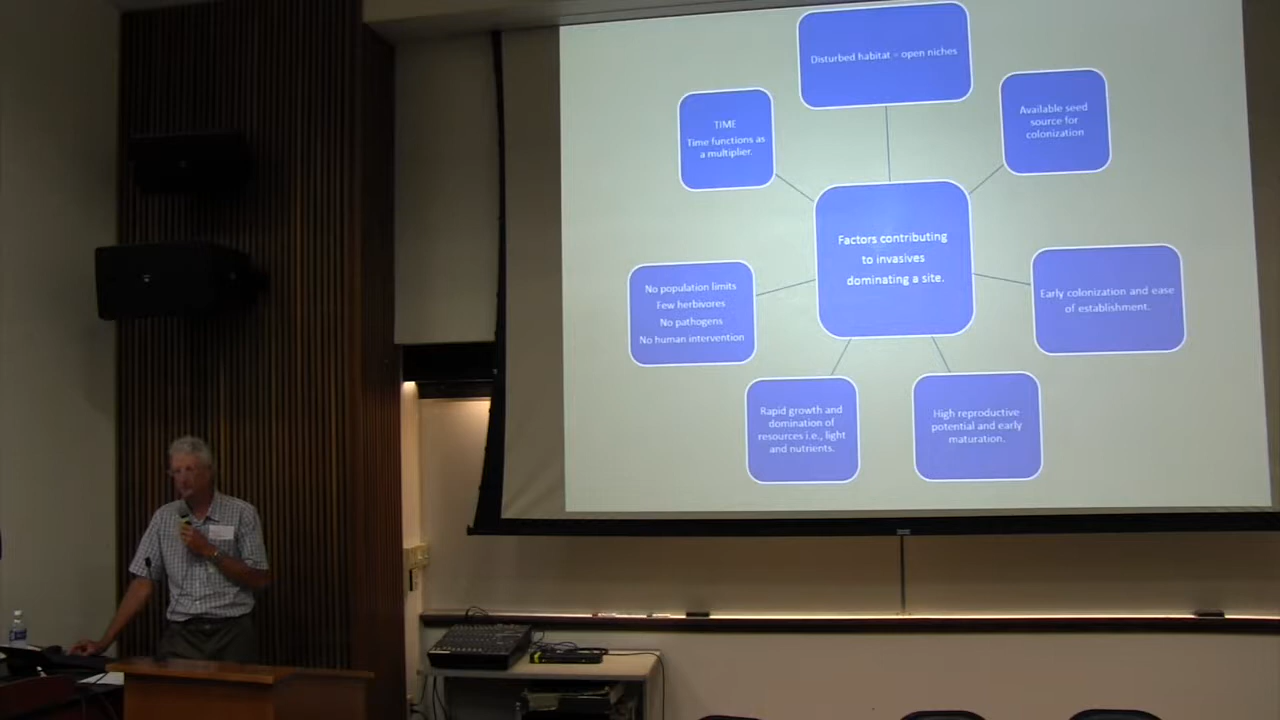 Disturbed habitat – open niches
Available seed
source for
colonization
TIME
Time functions as
a multiplier.
Factors contributing
to invasives
dominating a site.
Early colonization and ease
of establishment.
No population limits
Few herbivores
No pathogens
No human intervention
High reproductive
potential and early
maturation.
Rapid growth and
domination of
resources i.e., light
and nutrients.